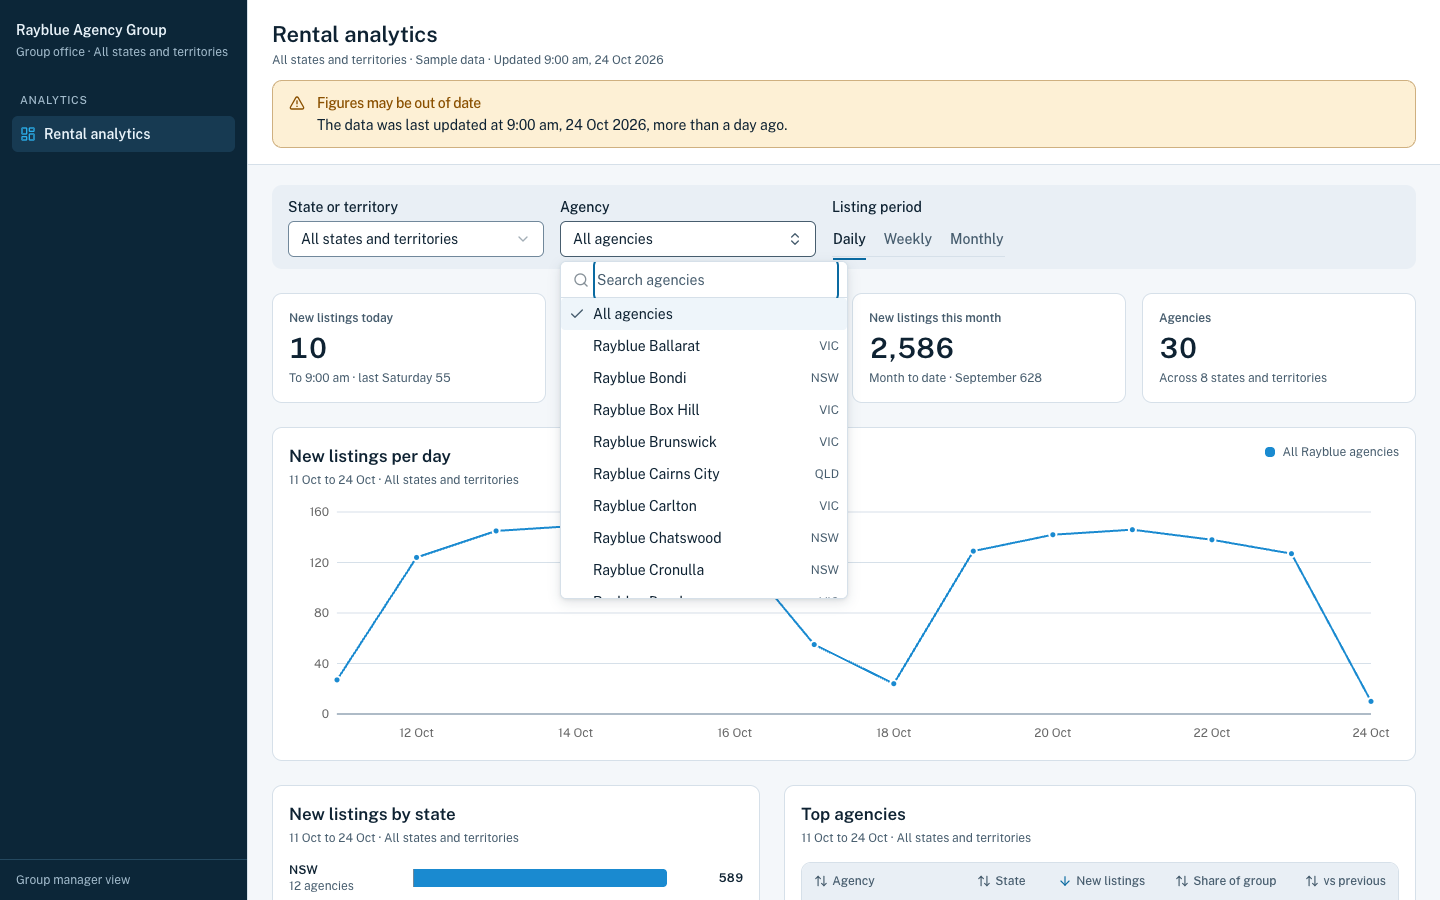 Rayblue Agency Group
Group office · All states and territories
ANALYTICS
Rental analytics
Group manager view
Rental analytics
All states and territories · Sample data · Updated 9:00 am, 24 Oct 2026
Figures may be out of date
The data was last updated at 9:00 am, 24 Oct 2026, more than a day ago.
State or territory
All states and territories
Agency
All agencies
Listing period
Daily Weekly Monthly
Search agencies
All agencies
Rayblue Ballarat VIC
Rayblue Bondi NSW
Rayblue Box Hill VIC
Rayblue Brunswick VIC
Rayblue Cairns City QLD
Rayblue Carlton VIC
Rayblue Chatswood NSW
Rayblue Cronulla NSW
New listings today
10
To 9:00 am · last Saturday 55
New listings this month
2,586
Month to date · September 628
Agencies
30
Across 8 states and territories
New listings per day
11 Oct to 24 Oct · All states and territories
All Rayblue agencies
160
120
80
40
0
12 Oct 14 Oct 16 Oct 18 Oct 20 Oct 22 Oct 24 Oct
New listings by state
11 Oct to 24 Oct · All states and territories
NSW
12 agencies
589
Top agencies
11 Oct to 24 Oct · All states and territories
Agency State New listings Share of group vs previous